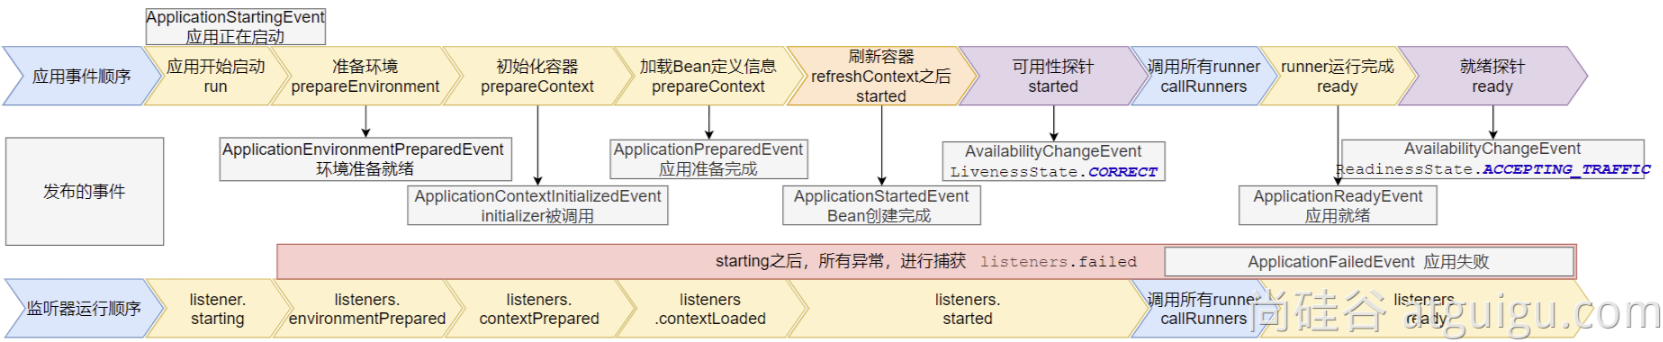 ApplicationStartingEvent
应用正在启动
应用事件顺序
应用开始启动
run
准备环境
prepareEnvironment
初始化容器
prepareContext
加载Bean定义信息
prepareContext
刷新容器
refreshContext之后
started
可用性探针
started
调用所有runner
callRunners
runner运行完成
ready
就绪探针
ready
发布的事件
ApplicationEnvironmentPreparedEvent
环境准备就绪
ApplicationContextInitializedEvent
initializer被调用
ApplicationPreparedEvent
应用准备完成
ApplicationStartedEvent
Bean创建完成
AvailabilityChangeEvent
LivenessState.CORRECT
ApplicationReadyEvent
应用就绪
AvailabilityChangeEvent
ReadinessState.ACCEPTING_TRAFFIC
starting之后，所有异常，进行捕获 listeners.failed
ApplicationFailedEvent 应用失败
监听器运行顺序
listener.
starting
listeners.
environmentPrepared
listeners.
contextPrepared
listeners
.contextLoaded
listeners.
started
调用所有runner
callRunners
listeners.
ready
尚硅谷 atguigu.com